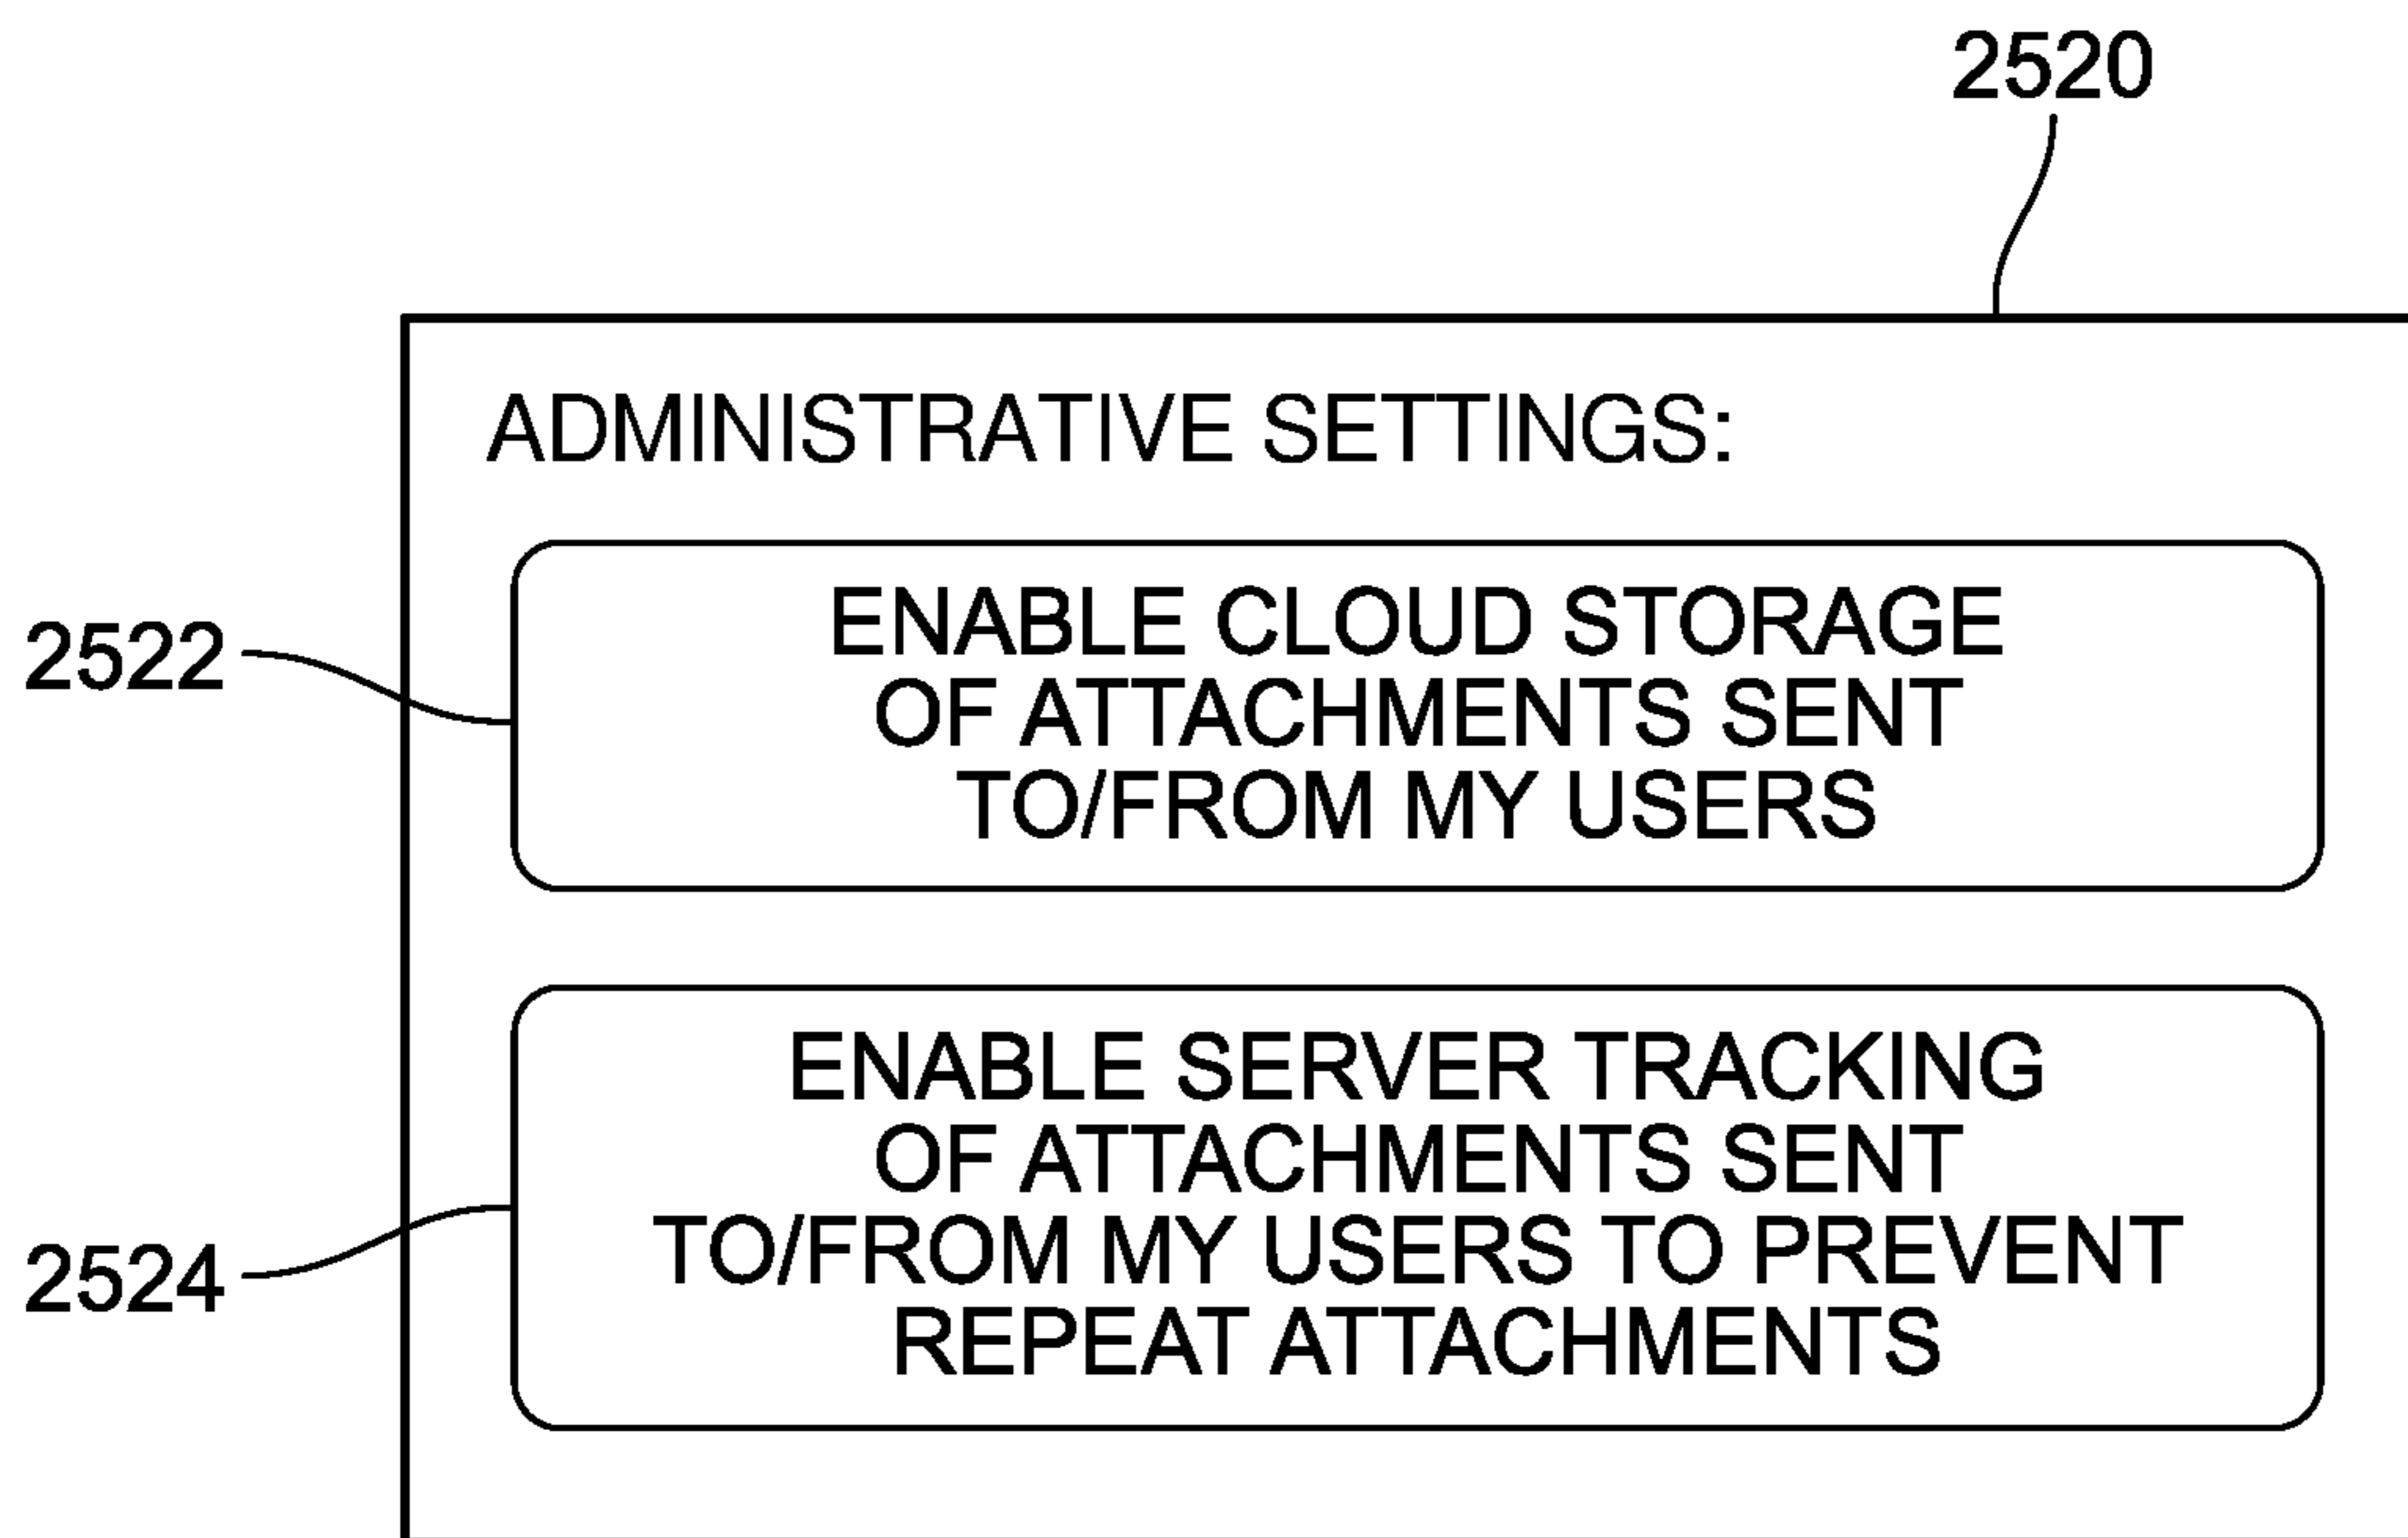 2520
ADMINISTRATIVE SETTINGS:
2522
ENABLE CLOUD STORAGE
OF ATTACHMENTS SENT
TO/FROM MY USERS
2524
ENABLE SERVER TRACKING
OF ATTACHMENTS SENT
TO/FROM MY USERS TO PREVENT
REPEAT ATTACHMENTS